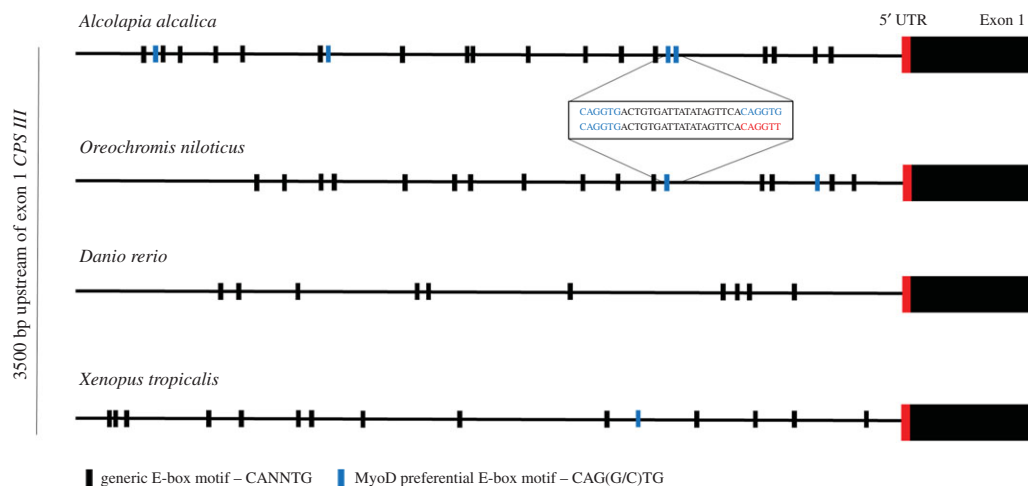 Alcolapia alcalica
5′ UTR Exon 1
CAGGTGACTGTGATTATATAGTTCACAGGTG
CAGGTGACTGTGATTATATAGTTCACAGGTT
Oreochromis niloticus
3500 bp upstream of exon 1 CPS III
Danio rerio
Xenopus tropicalis
generic E-box motif – CANNTG MyoD preferential E-box motif – CAG(G/C)TG